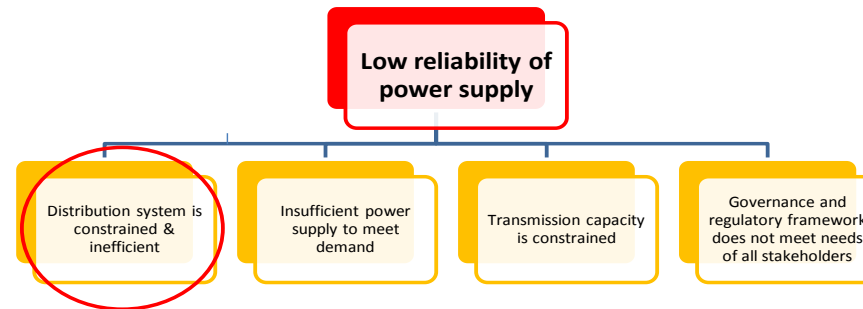 Low reliability of
power supply
Distribution system is
constrained &
inefficient
Insufficient power
supply to meet
demand
Transmission capacity
is constrained
Governance and
regulatory framework
does not meet needs
of all stakeholders